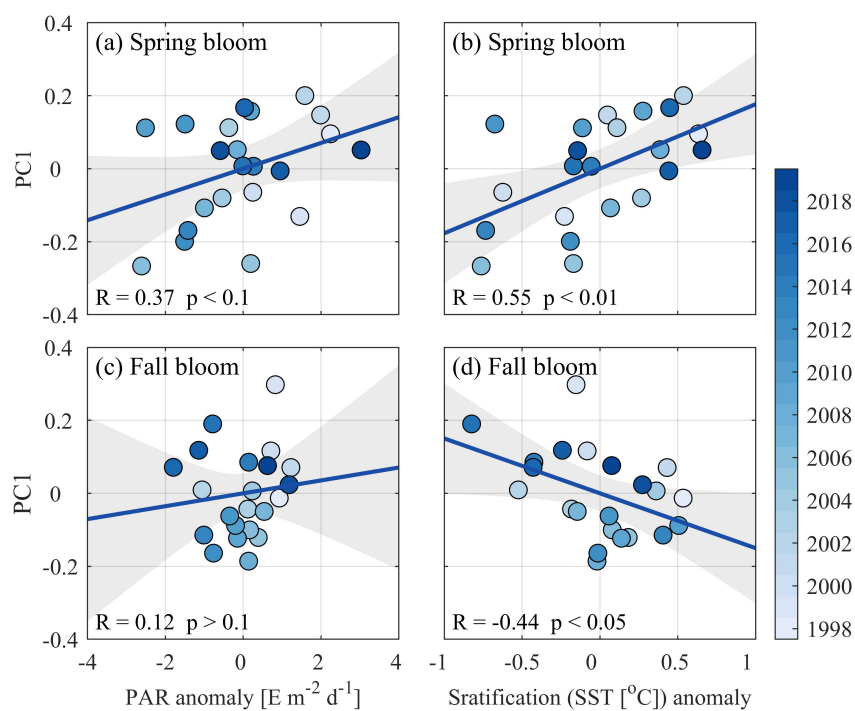 0.4
0.2
0
-0.2
-0.4
PC1
(a) Spring bloom
R = 0.37 p < 0.1
(b) Spring bloom
R = 0.55 p < 0.01
0.4
0.2
0
-0.2
-0.4
PC1
(c) Fall bloom
R = 0.12 p > 0.1
-4 -2 0 2 4
PAR anomaly [E m⁻² d⁻¹]
(d) Fall bloom
R = -0.44 p < 0.05
-1 -0.5 0 0.5 1
Sratification (SST [°C]) anomaly
2018
2016
2014
2012
2010
2008
2006
2004
2002
2000
1998